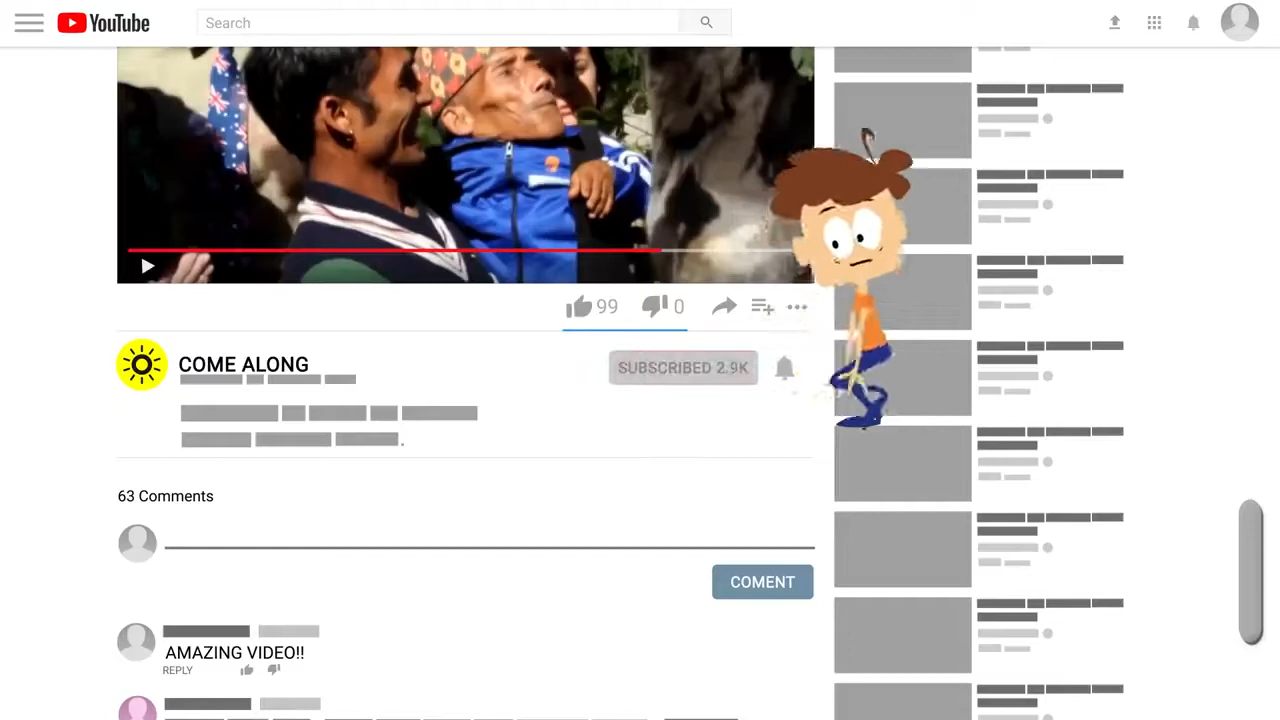 YouTube
Search
99 0
COME ALONG
SUBSCRIBED 2.9K
63 Comments
COMENT
AMAZING VIDEO!!
REPLY